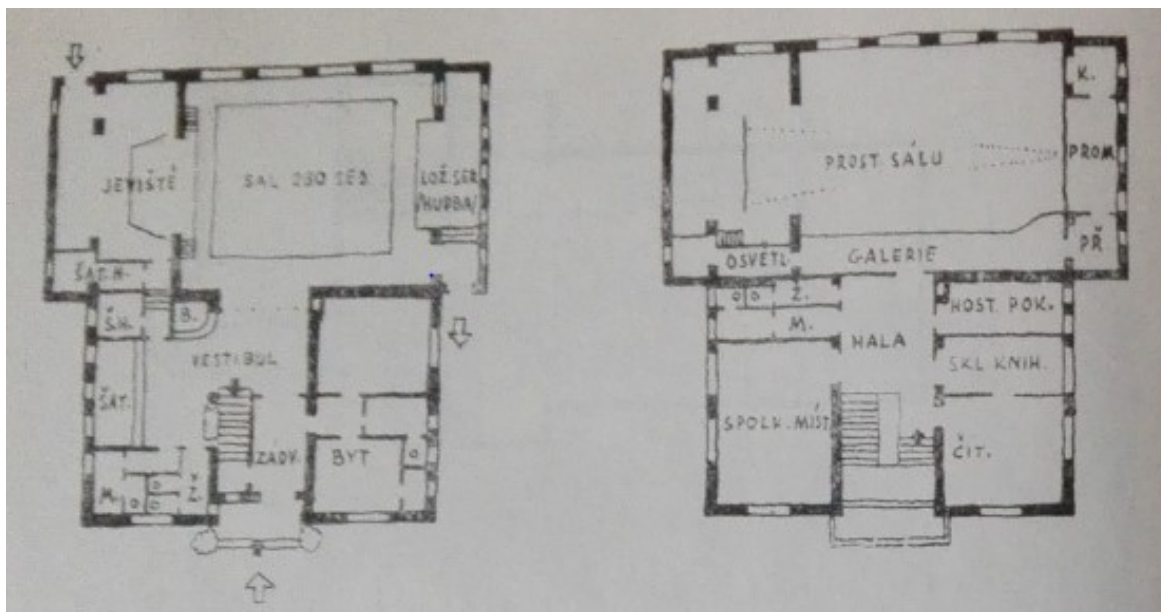 JEVIŠTĚ
SÁL 280 SED.
LOŽ SER
/HUDBA/
ŠAT. H.
Š.H.
B.
VESTIBUL
ŠAT.
ZÁDV.
BYT
M.
Ž.
K.
PROST. SÁLU
PROM.
PŘ
OSVĚTL.
GALERIE
Ž.
M.
HOST. POK.
HALA
SKL. KNIH.
SPOLK. MÍST.
ČIT.